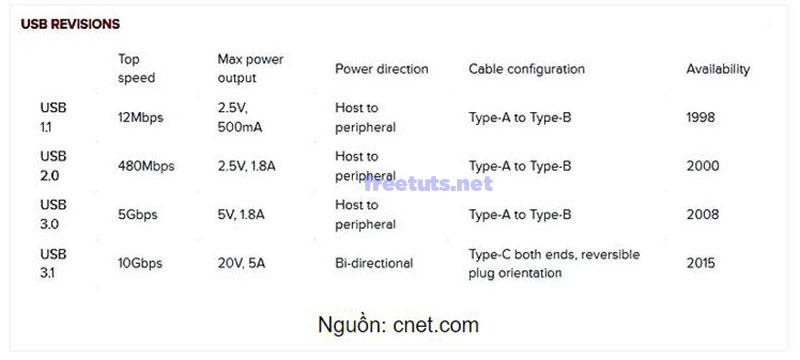 USB REVISIONS
Top speed Max power output Power direction Cable configuration Availability
USB 1.1 12Mbps 2.5V, 500mA Host to peripheral Type-A to Type-B 1998
USB 2.0 480Mbps 2.5V, 1.8A Host to peripheral Type-A to Type-B 2000
freetuts.net
USB 3.0 5Gbps 5V, 1.8A Host to peripheral Type-A to Type-B 2008
USB 3.1 10Gbps 20V, 5A Bi-directional Type-C both ends, reversible plug orientation 2015
Nguồn: cnet.com